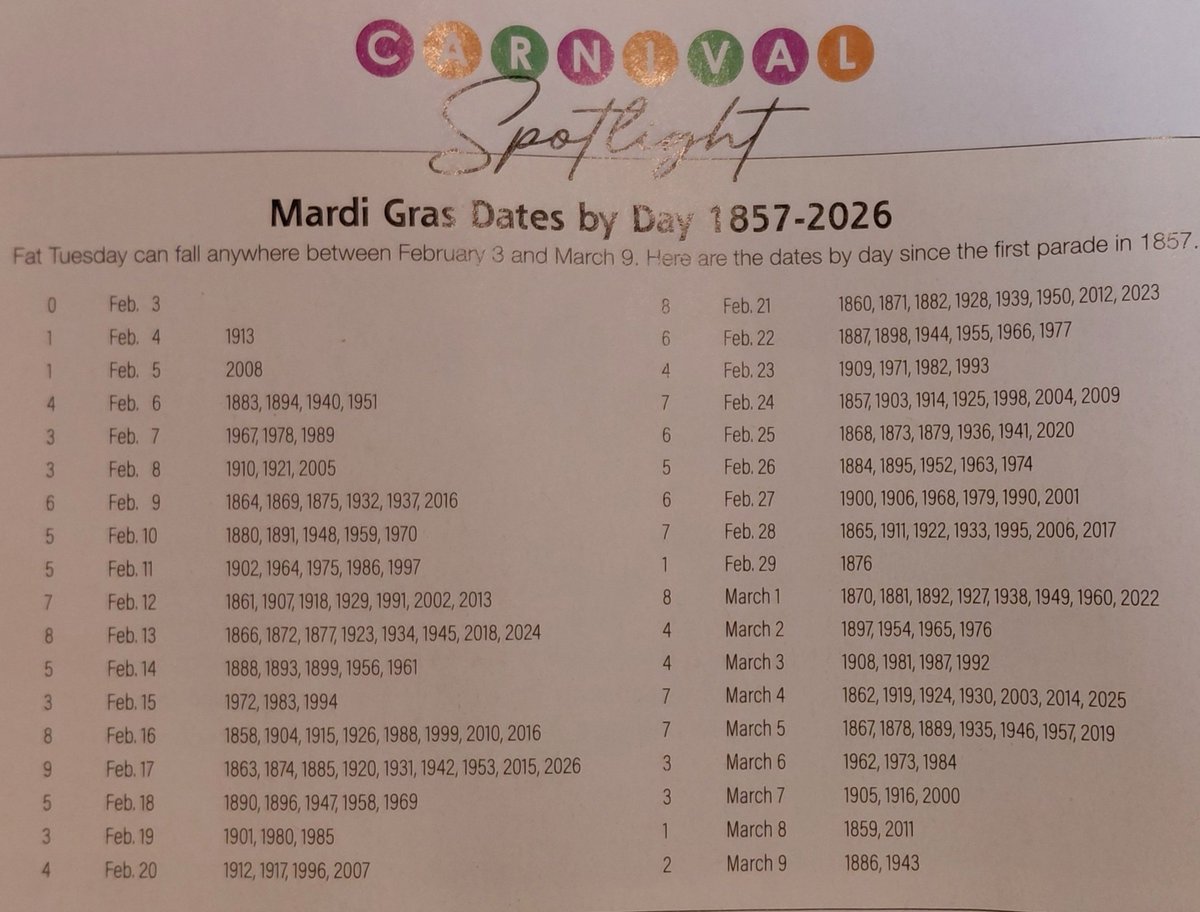 CARNIVAL
Spotlight
Mardi Gras Dates by Day 1857-2026
Fat Tuesday can fall anywhere between February 3 and March 9. Here are the dates by day since the first parade in 1857.
0 Feb. 3
1 Feb. 4 1913
1 Feb. 5 2008
4 Feb. 6 1883, 1894, 1940, 1951
3 Feb. 7 1967, 1978, 1989
3 Feb. 8 1910, 1921, 2005
6 Feb. 9 1864, 1869, 1875, 1932, 1937, 2016
5 Feb. 10 1880, 1891, 1948, 1959, 1970
5 Feb. 11 1902, 1964, 1975, 1986, 1997
7 Feb. 12 1861, 1907, 1918, 1929, 1991, 2002, 2013
8 Feb. 13 1866, 1872, 1877, 1923, 1934, 1945, 2018, 2024
5 Feb. 14 1888, 1893, 1899, 1956, 1961
3 Feb. 15 1972, 1983, 1994
8 Feb. 16 1858, 1904, 1915, 1926, 1988, 1999, 2010, 2016
9 Feb. 17 1863, 1874, 1885, 1920, 1931, 1942, 1953, 2015, 2026
5 Feb. 18 1890, 1896, 1947, 1958, 1969
3 Feb. 19 1901, 1980, 1985
4 Feb. 20 1912, 1917, 1996, 2007
8 Feb. 21 1860, 1871, 1882, 1928, 1939, 1950, 2012, 2023
6 Feb. 22 1887, 1898, 1944, 1955, 1966, 1977
4 Feb. 23 1909, 1971, 1982, 1993
7 Feb. 24 1857, 1903, 1914, 1925, 1998, 2004, 2009
6 Feb. 25 1868, 1873, 1879, 1936, 1941, 2020
5 Feb. 26 1884, 1895, 1952, 1963, 1974
6 Feb. 27 1900, 1906, 1968, 1979, 1990, 2001
7 Feb. 28 1865, 1911, 1922, 1933, 1995, 2006, 2017
1 Feb. 29 1876
8 March 1 1870, 1881, 1892, 1927, 1938, 1949, 1960, 2022
4 March 2 1897, 1954, 1965, 1976
4 March 3 1908, 1981, 1987, 1992
7 March 4 1862, 1919, 1924, 1930, 2003, 2014, 2025
7 March 5 1867, 1878, 1889, 1935, 1946, 1957, 2019
3 March 6 1962, 1973, 1984
3 March 7 1905, 1916, 2000
1 March 8 1859, 2011
2 March 9 1886, 1943